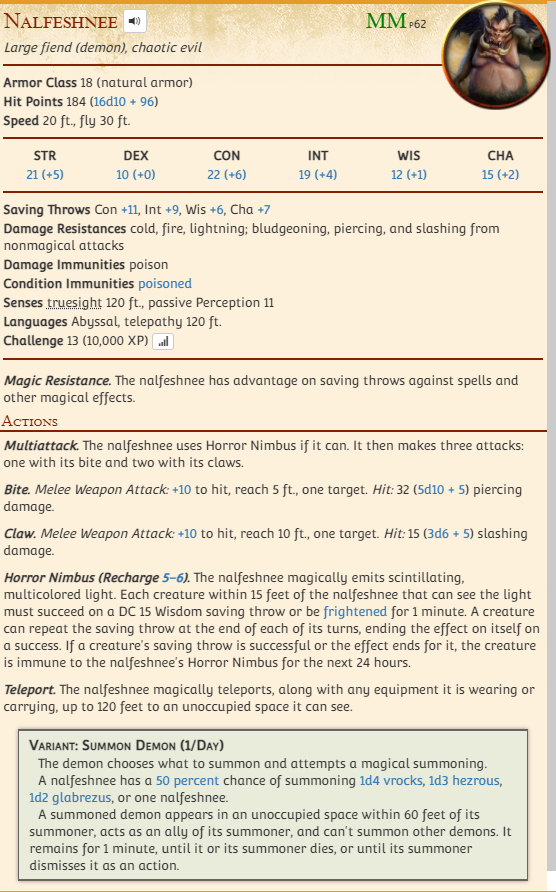 Nalfeshnee MM P62
Large fiend (demon), chaotic evil
Armor Class 18 (natural armor)
Hit Points 184 (16d10 + 96)
Speed 20 ft., fly 30 ft.
STR DEX CON INT WIS CHA
21 (+5) 10 (+0) 22 (+6) 19 (+4) 12 (+1) 15 (+2)
Saving Throws Con +11, Int +9, Wis +6, Cha +7
Damage Resistances cold, fire, lightning; bludgeoning, piercing, and slashing from
nonmagical attacks
Damage Immunities poison
Condition Immunities poisoned
Senses truesight 120 ft., passive Perception 11
Languages Abyssal, telepathy 120 ft.
Challenge 13 (10,000 XP)
Magic Resistance. The nalfeshnee has advantage on saving throws against spells and
other magical effects.
Actions
Multiattack. The nalfeshnee uses Horror Nimbus if it can. It then makes three attacks:
one with its bite and two with its claws.
Bite. Melee Weapon Attack: +10 to hit, reach 5 ft., one target. Hit: 32 (5d10 + 5) piercing
damage.
Claw. Melee Weapon Attack: +10 to hit, reach 10 ft., one target. Hit: 15 (3d6 + 5) slashing
damage.
Horror Nimbus (Recharge 5–6). The nalfeshnee magically emits scintillating,
multicolored light. Each creature within 15 feet of the nalfeshnee that can see the light
must succeed on a DC 15 Wisdom saving throw or be frightened for 1 minute. A creature
can repeat the saving throw at the end of each of its turns, ending the effect on itself on
a success. If a creature's saving throw is successful or the effect ends for it, the creature
is immune to the nalfeshnee's Horror Nimbus for the next 24 hours.
Teleport. The nalfeshnee magically teleports, along with any equipment it is wearing or
carrying, up to 120 feet to an unoccupied space it can see.
Variant: Summon Demon (1/Day)
The demon chooses what to summon and attempts a magical summoning.
A nalfeshnee has a 50 percent chance of summoning 1d4 vrocks, 1d3 hezrous,
1d2 glabrezus, or one nalfeshnee.
A summoned demon appears in an unoccupied space within 60 feet of its
summoner, acts as an ally of its summoner, and can't summon other demons. It
remains for 1 minute, until it or its summoner dies, or until its summoner
dismisses it as an action.